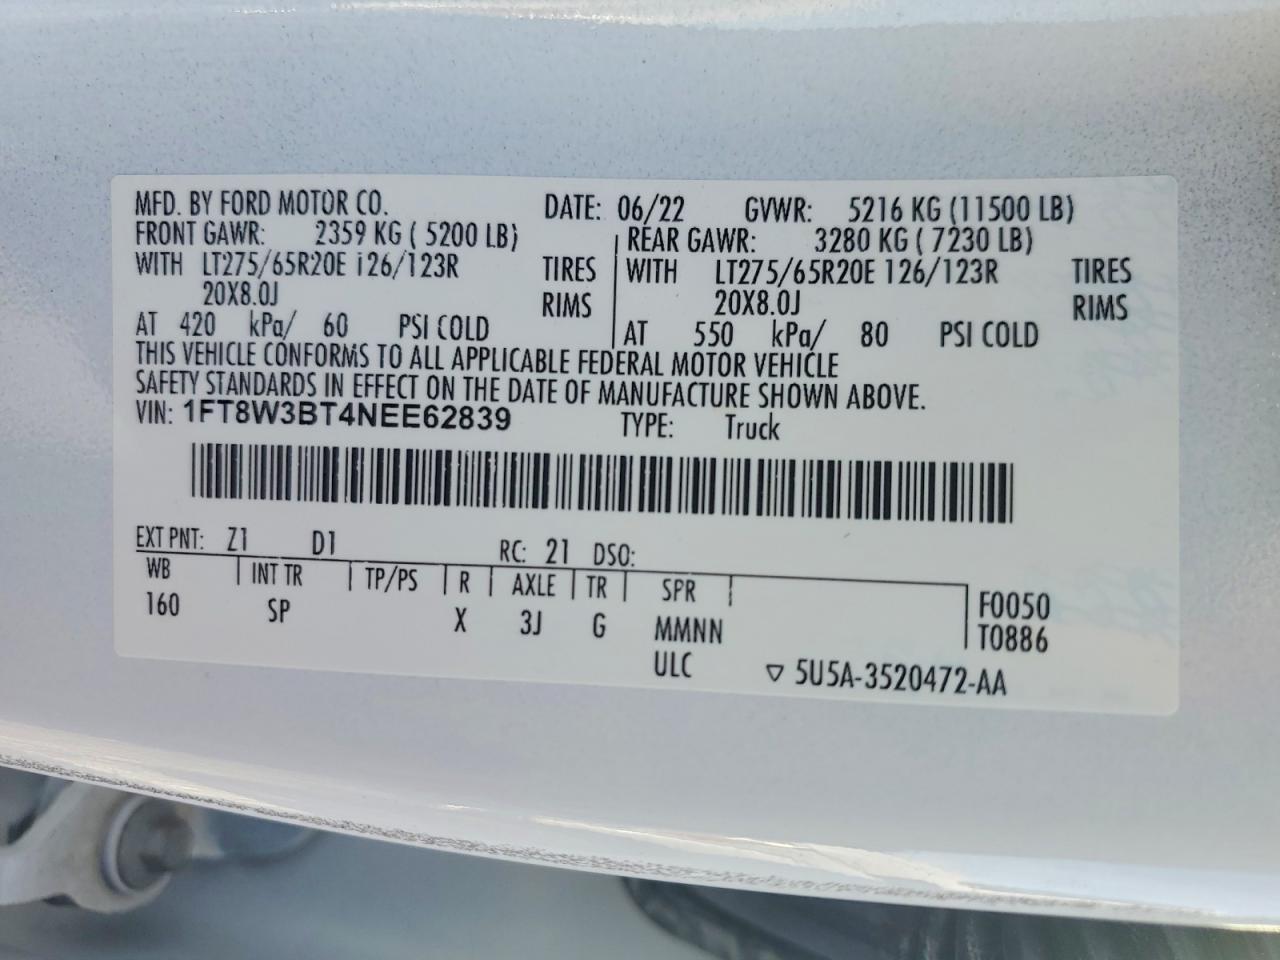 MFD. BY FORD MOTOR CO. DATE: 06/22 GVWR: 5216 KG (11500 LB)
FRONT GAWR: 2359 KG ( 5200 LB) REAR GAWR: 3280 KG ( 7230 LB)
WITH LT275/65R20E 126/123R TIRES WITH LT275/65R20E 126/123R TIRES
20X8.0J RIMS 20X8.0J RIMS
AT 420 kPa/ 60 PSI COLD AT 550 kPa/ 80 PSI COLD
THIS VEHICLE CONFORMS TO ALL APPLICABLE FEDERAL MOTOR VEHICLE
SAFETY STANDARDS IN EFFECT ON THE DATE OF MANUFACTURE SHOWN ABOVE.
VIN: 1FT8W3BT4NEE62839 TYPE: Truck
EXT PNT: Z1 D1 RC: 21 DSO:
WB INT TR TP/PS R AXLE TR SPR F0050
160 SP X 3J G MMNN T0886
ULC ▽ 5U5A-3520472-AA